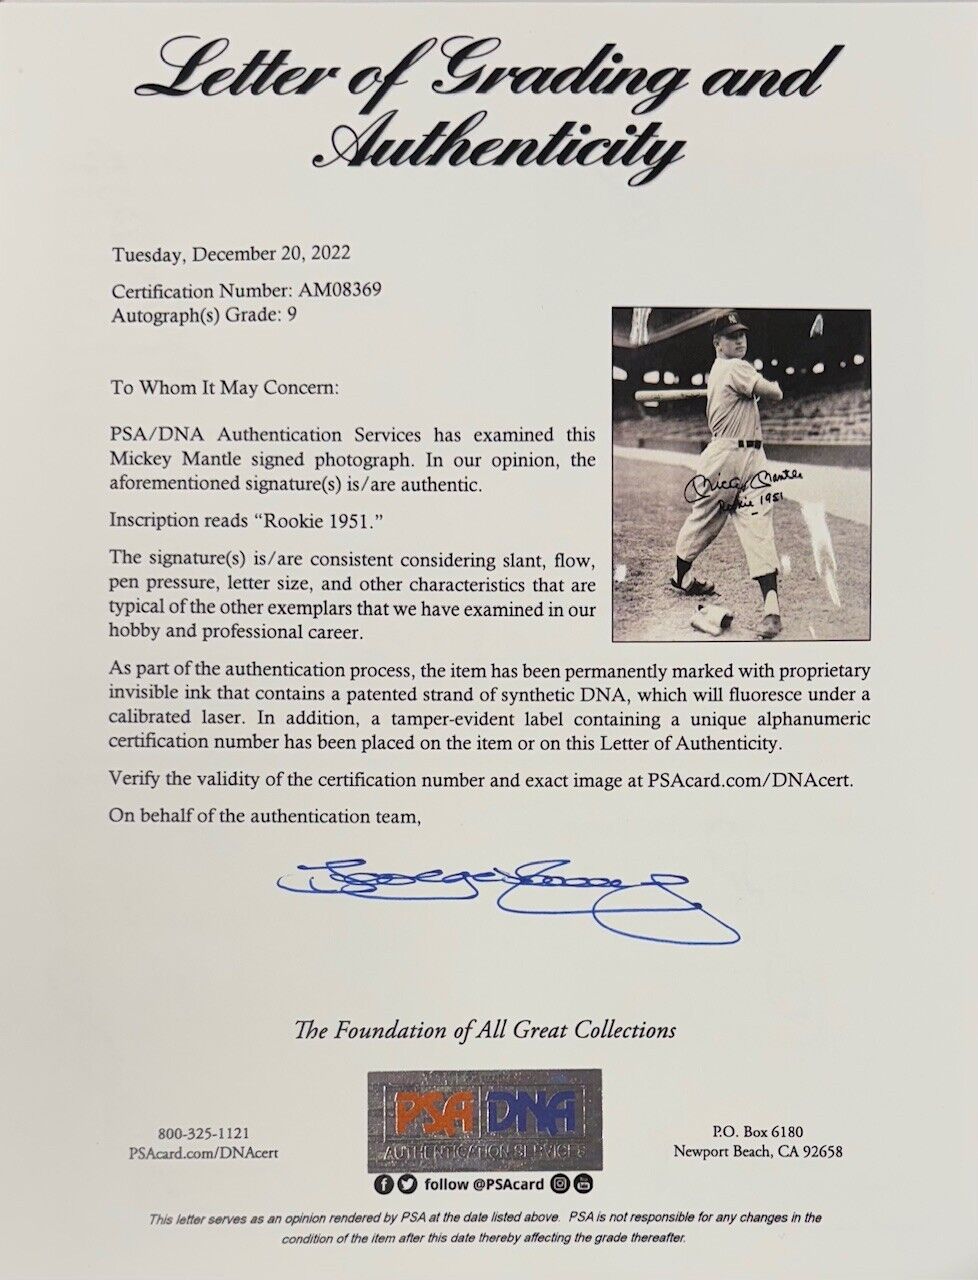 Letter of Grading and
Authenticity
Tuesday, December 20, 2022
Certification Number: AM08369
Autograph(s) Grade: 9
To Whom It May Concern:
PSA/DNA Authentication Services has examined this
Mickey Mantle signed photograph. In our opinion, the
aforementioned signature(s) is/are authentic.
Inscription reads “Rookie 1951.”
The signature(s) is/are consistent considering slant, flow,
pen pressure, letter size, and other characteristics that are
typical of the other exemplars that we have examined in our
hobby and professional career.
Mickey Mantle
Rookie 1951
As part of the authentication process, the item has been permanently marked with proprietary
invisible ink that contains a patented strand of synthetic DNA, which will fluoresce under a
calibrated laser. In addition, a tamper-evident label containing a unique alphanumeric
certification number has been placed on the item or on this Letter of Authenticity.
Verify the validity of the certification number and exact image at PSAcard.com/DNAcert.
On behalf of the authentication team,
The Foundation of All Great Collections
PSA DNA
AUTHENTICATION SERVICES
800-325-1121
PSAcard.com/DNAcert
P.O. Box 6180
Newport Beach, CA 92658
follow @PSAcard
This letter serves as an opinion rendered by PSA at the date listed above. PSA is not responsible for any changes in the
condition of the item after this date thereby affecting the grade thereafter.